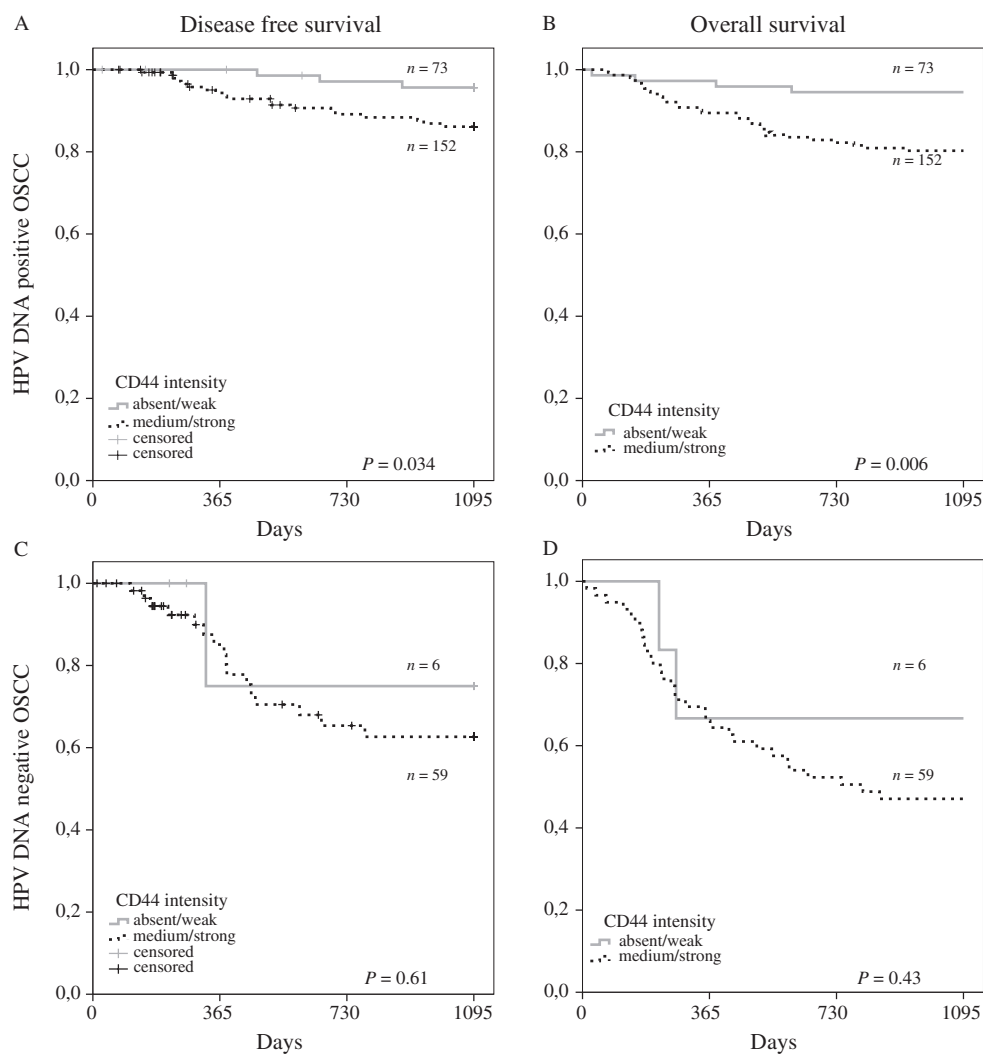 A
Disease free survival
B
Overall survival
HPV DNA positive OSCC
1,0
0,8
0,6
0,4
0,2
0,0
n = 73
n = 152
CD44 intensity
absent/weak
medium/strong
censored
censored
P = 0.034
0
365
730
1095
Days
1,0
0,8
0,6
0,4
0,2
0,0
n = 73
n = 152
CD44 intensity
absent/weak
medium/strong
P = 0.006
0
365
730
1095
Days
C
HPV DNA negative OSCC
1,0
0,8
0,6
0,4
0,2
0,0
n = 6
n = 59
CD44 intensity
absent/weak
medium/strong
censored
censored
P = 0.61
0
365
730
1095
Days
D
1,0
0,8
0,6
0,4
0,2
0,0
n = 6
n = 59
CD44 intensity
absent/weak
medium/strong
P = 0.43
0
365
730
1095
Days